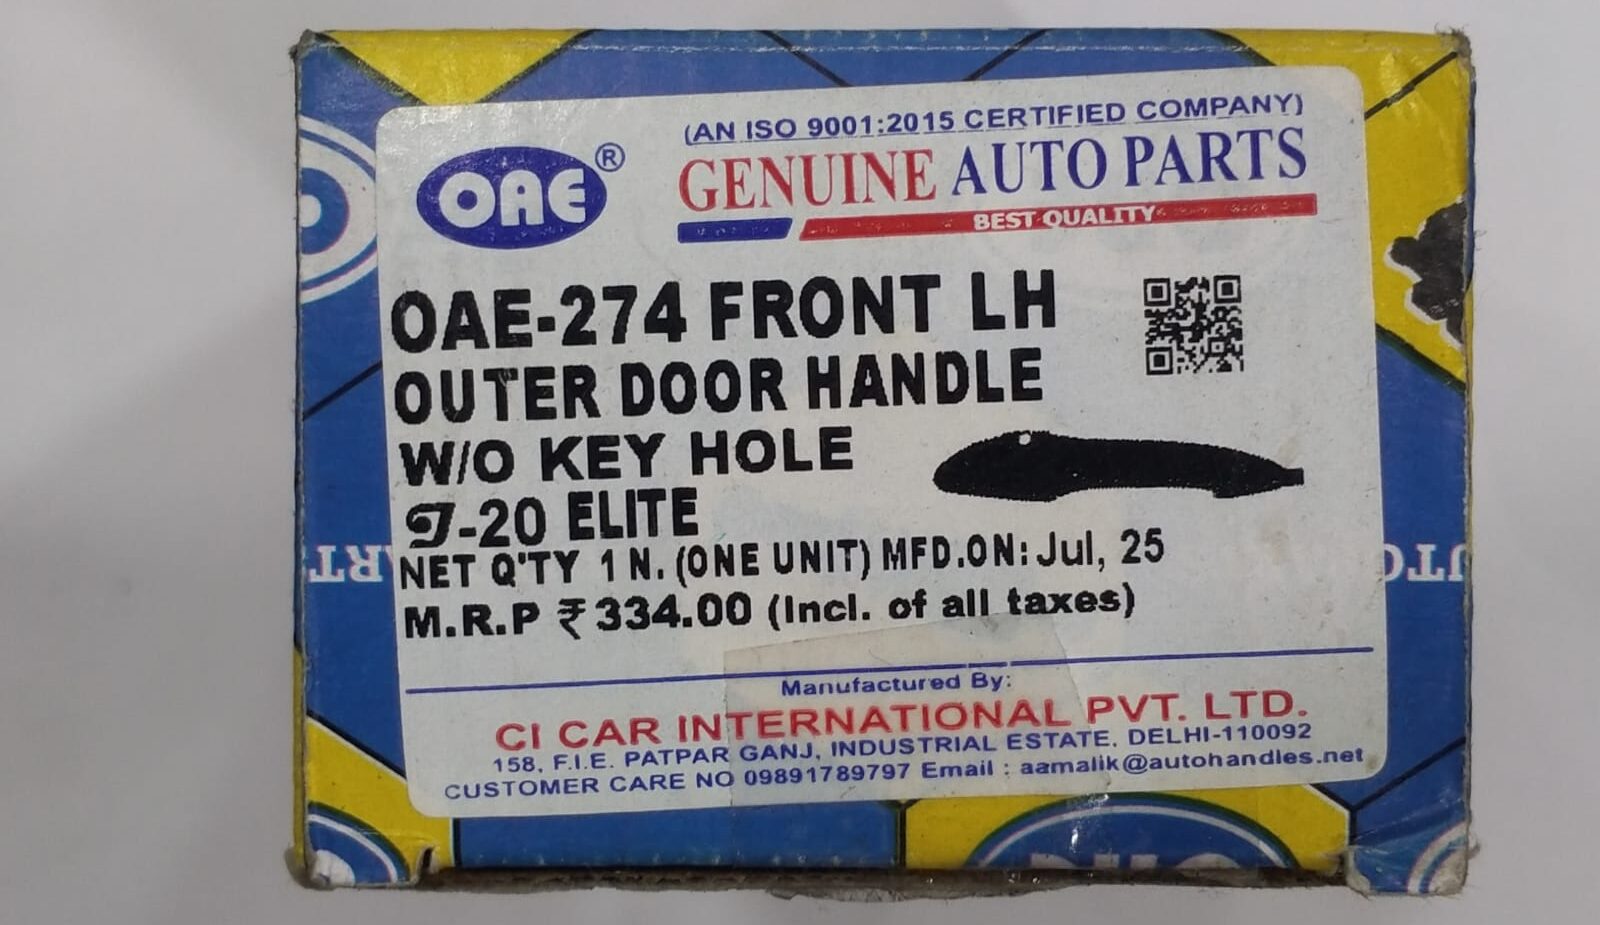 (AN ISO 9001:2015 CERTIFIED COMPANY)
OAE®
GENUINE AUTO PARTS
BEST QUALITY
OAE-274 FRONT LH
OUTER DOOR HANDLE
W/O KEY HOLE
I-20 ELITE
NET Q'TY 1 N. (ONE UNIT) MFD.ON: Jul, 25
M.R.P ₹ 334.00 (Incl. of all taxes)
Manufactured By:
CI CAR INTERNATIONAL PVT. LTD.
158, F.I.E. PATPAR GANJ, INDUSTRIAL ESTATE, DELHI-110092
CUSTOMER CARE NO 09891789797 Email : aamalik@autohandles.net